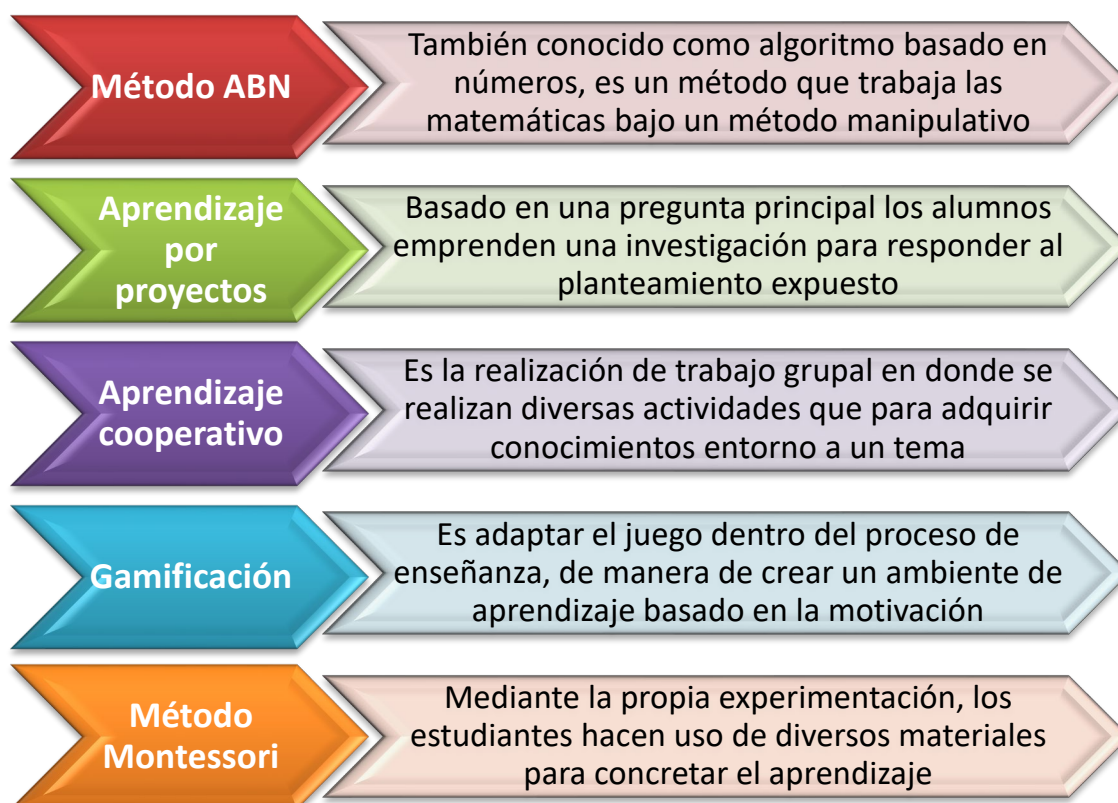 Método ABN
También conocido como algoritmo basado en
números, es un método que trabaja las
matemáticas bajo un método manipulativo
Aprendizaje
por
proyectos
Basado en una pregunta principal los alumnos
emprenden una investigación para responder al
planteamiento expuesto
Aprendizaje
cooperativo
Es la realización de trabajo grupal en donde se
realizan diversas actividades que para adquirir
conocimientos entorno a un tema
Gamificación
Es adaptar el juego dentro del proceso de
enseñanza, de manera de crear un ambiente de
aprendizaje basado en la motivación
Método
Montessori
Mediante la propia experimentación, los
estudiantes hacen uso de diversos materiales
para concretar el aprendizaje